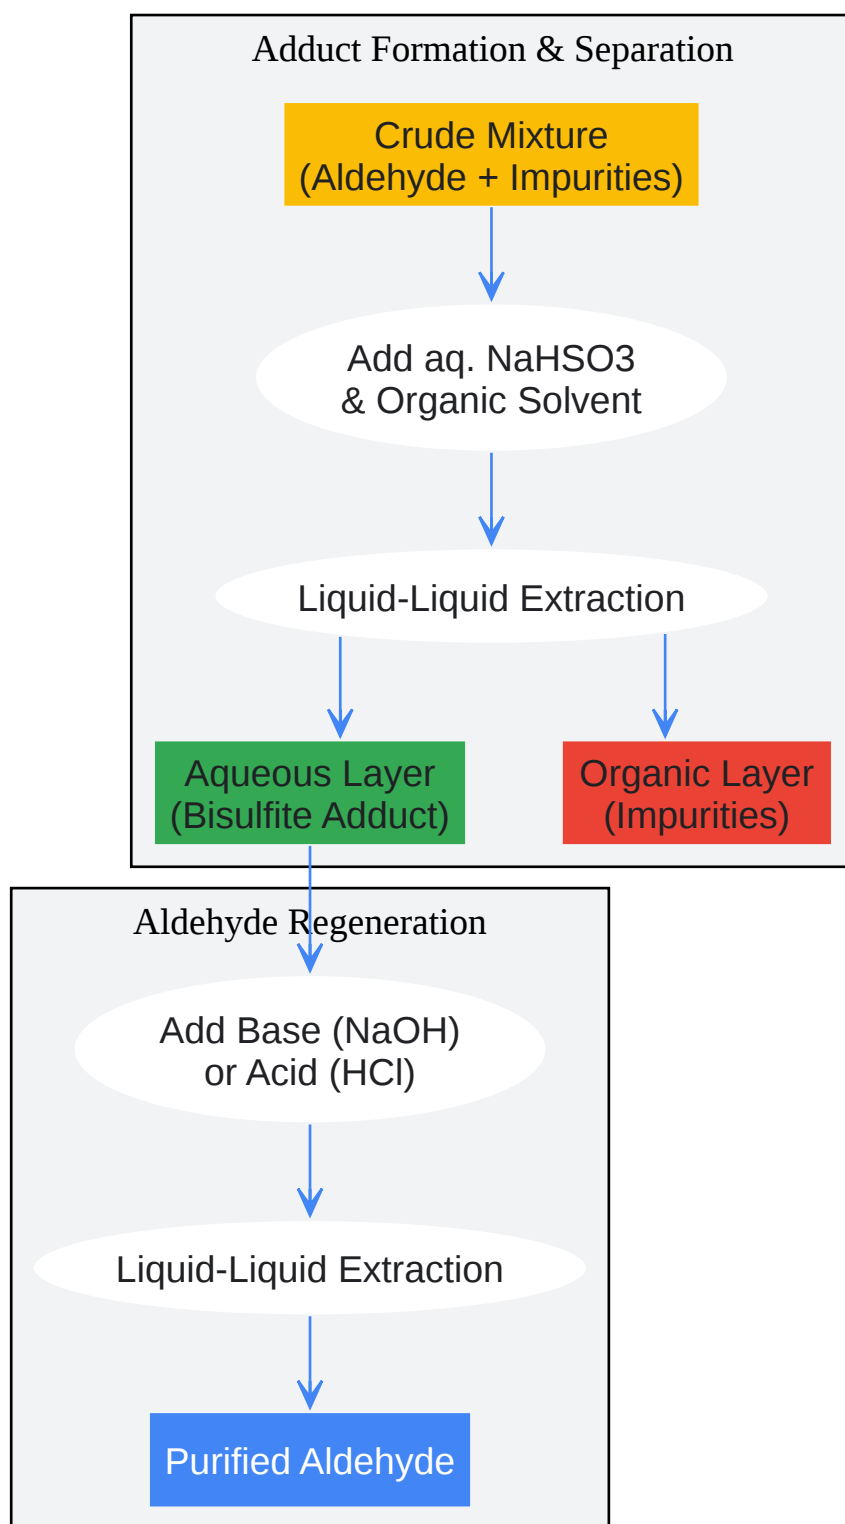 Adduct Formation & Separation
Crude Mixture
(Aldehyde + Impurities)
Add aq. NaHSO3
& Organic Solvent
Liquid-Liquid Extraction
Aqueous Layer
(Bisulfite Adduct)
Organic Layer
(Impurities)
Aldehyde Regeneration
Add Base (NaOH)
or Acid (HCl)
Liquid-Liquid Extraction
Purified Aldehyde